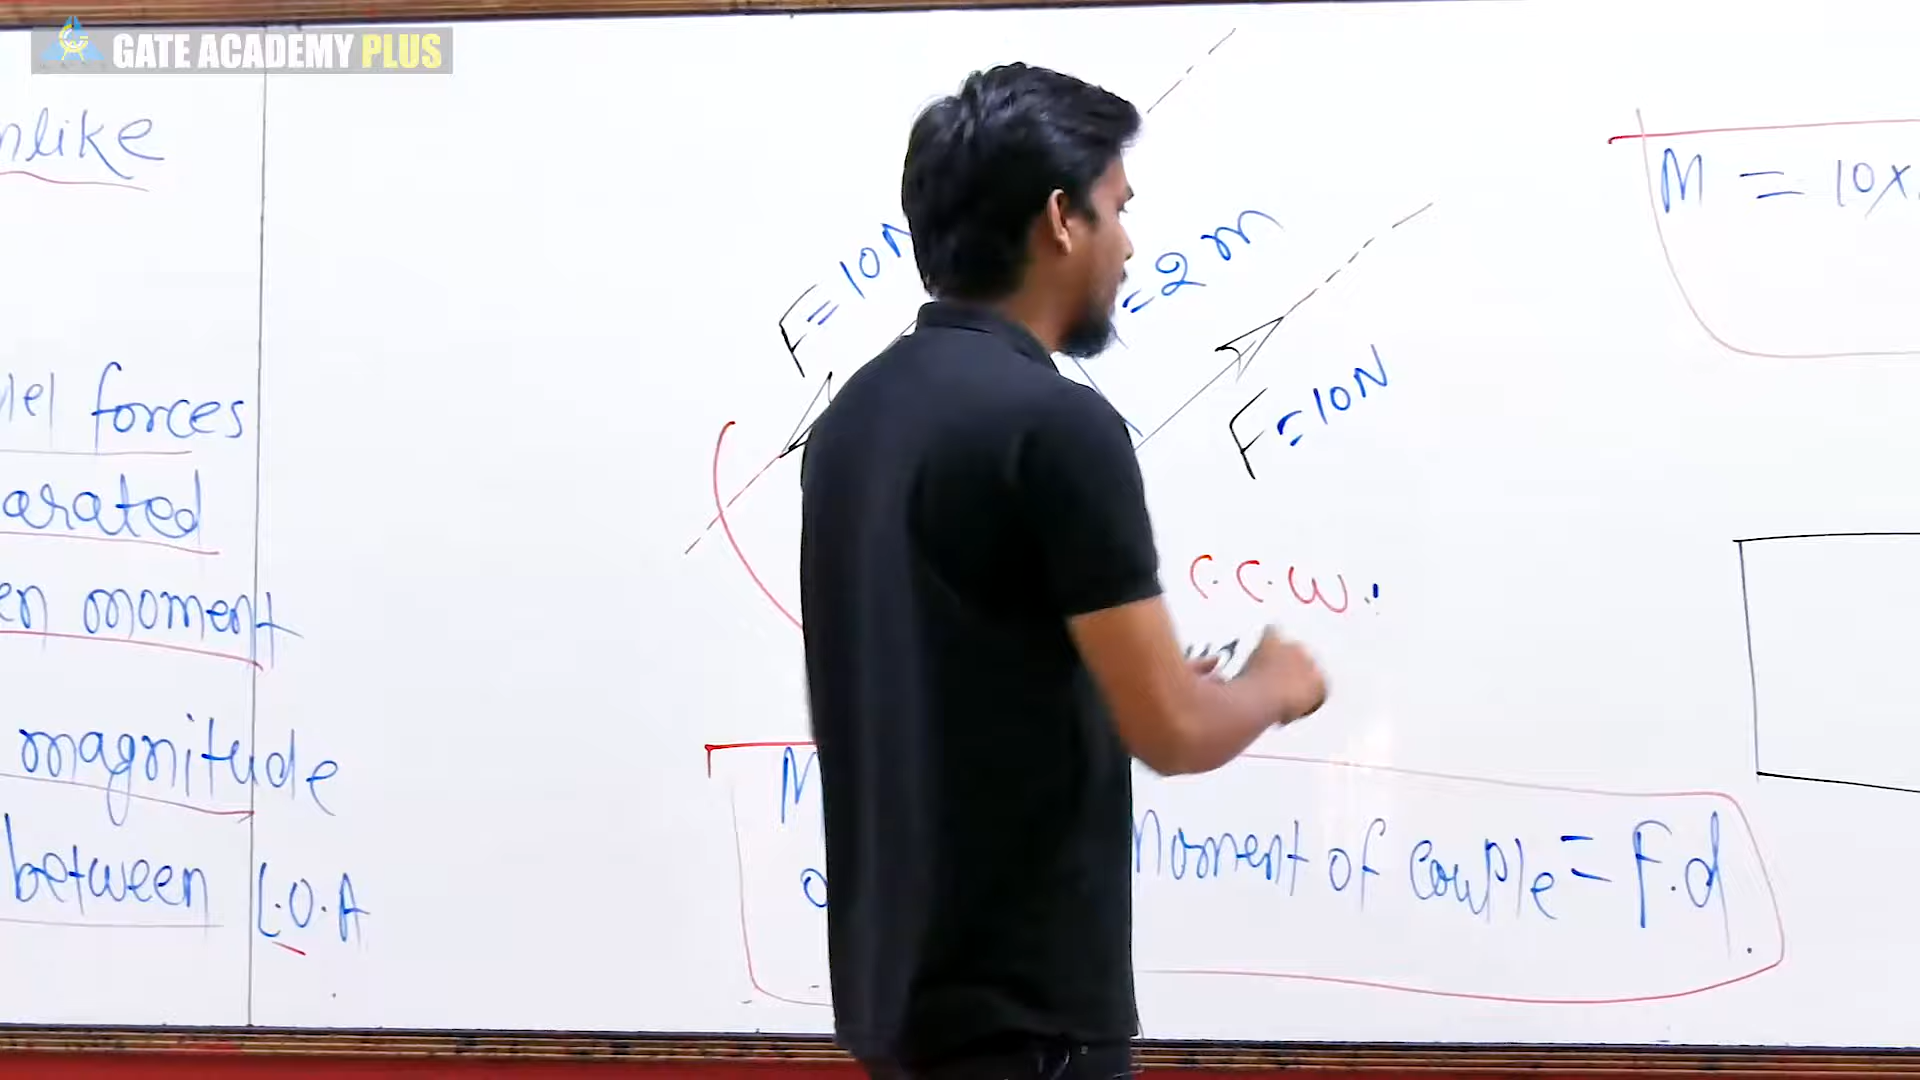 GATE ACADEMY PLUS
nlike
lel forces
arated
en moment
magnitude
between L.O.A
F=10N
=2m
F=10N
C.C.W.
M = 10x
M
Moment of couple = F.d